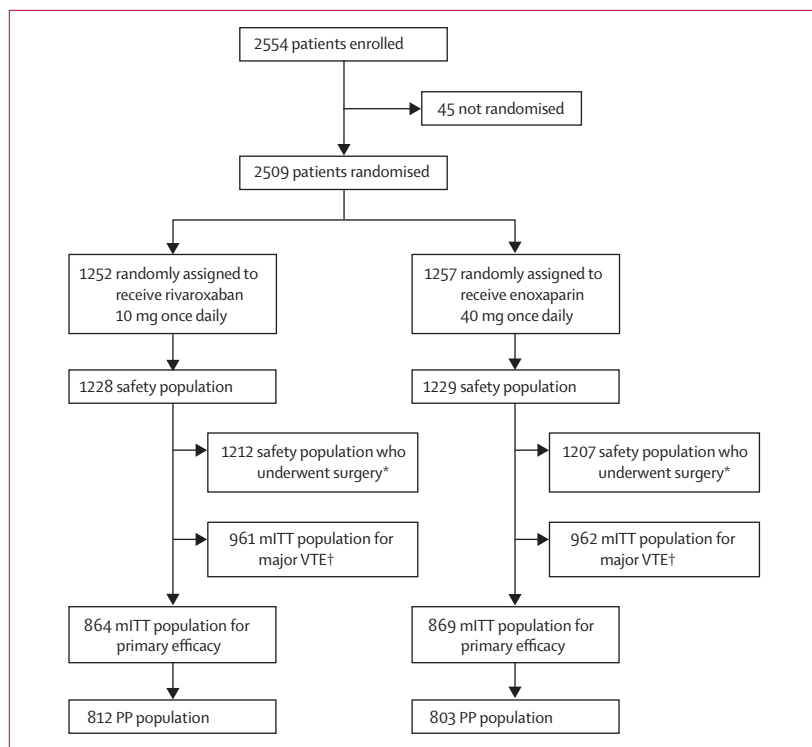 2554 patients enrolled
45 not randomised
2509 patients randomised
1252 randomly assigned to
receive rivaroxaban
10 mg once daily
1257 randomly assigned to
receive enoxaparin
40 mg once daily
1228 safety population
1229 safety population
1212 safety population who
underwent surgery*
1207 safety population who
underwent surgery*
961 mITT population for
major VTE†
962 mITT population for
major VTE†
864 mITT population for
primary efficacy
869 mITT population for
primary efficacy
812 PP population
803 PP population